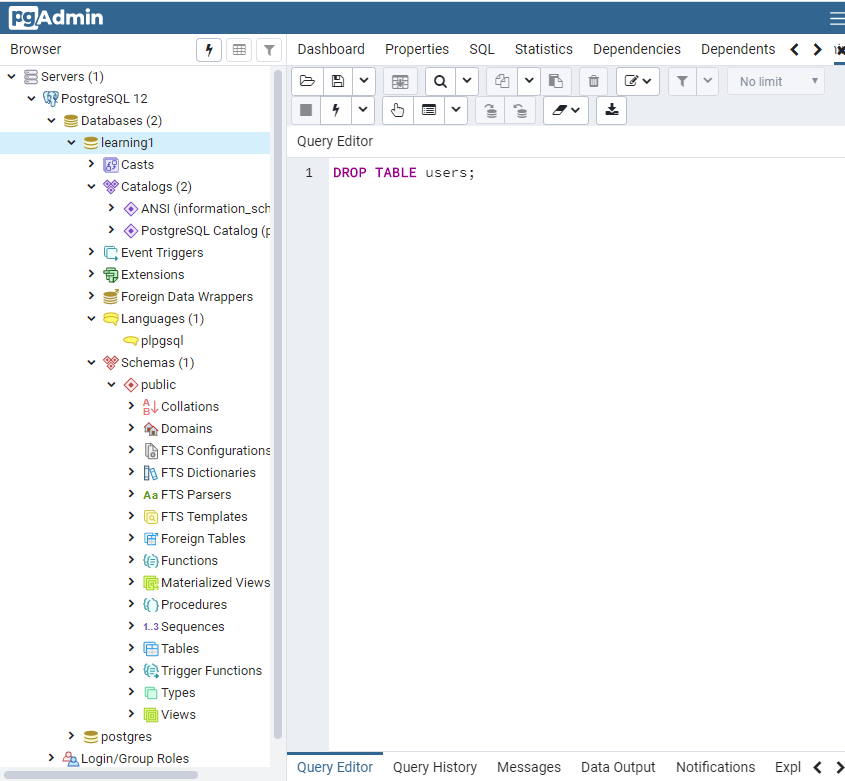 pgAdmin
Browser
Dashboard Properties SQL Statistics Dependencies Dependents
Servers (1)
PostgreSQL 12
Databases (2)
learning1
Casts
Catalogs (2)
ANSI (information_sch
PostgreSQL Catalog (p
Event Triggers
Extensions
Foreign Data Wrappers
Languages (1)
plpgsql
Schemas (1)
public
Collations
Domains
FTS Configurations
FTS Dictionaries
Aa FTS Parsers
FTS Templates
Foreign Tables
Functions
Materialized Views
Procedures
1..3 Sequences
Tables
Trigger Functions
Types
Views
postgres
Login/Group Roles
No limit
Query Editor
1 DROP TABLE users;
Query Editor Query History Messages Data Output Notifications Expl